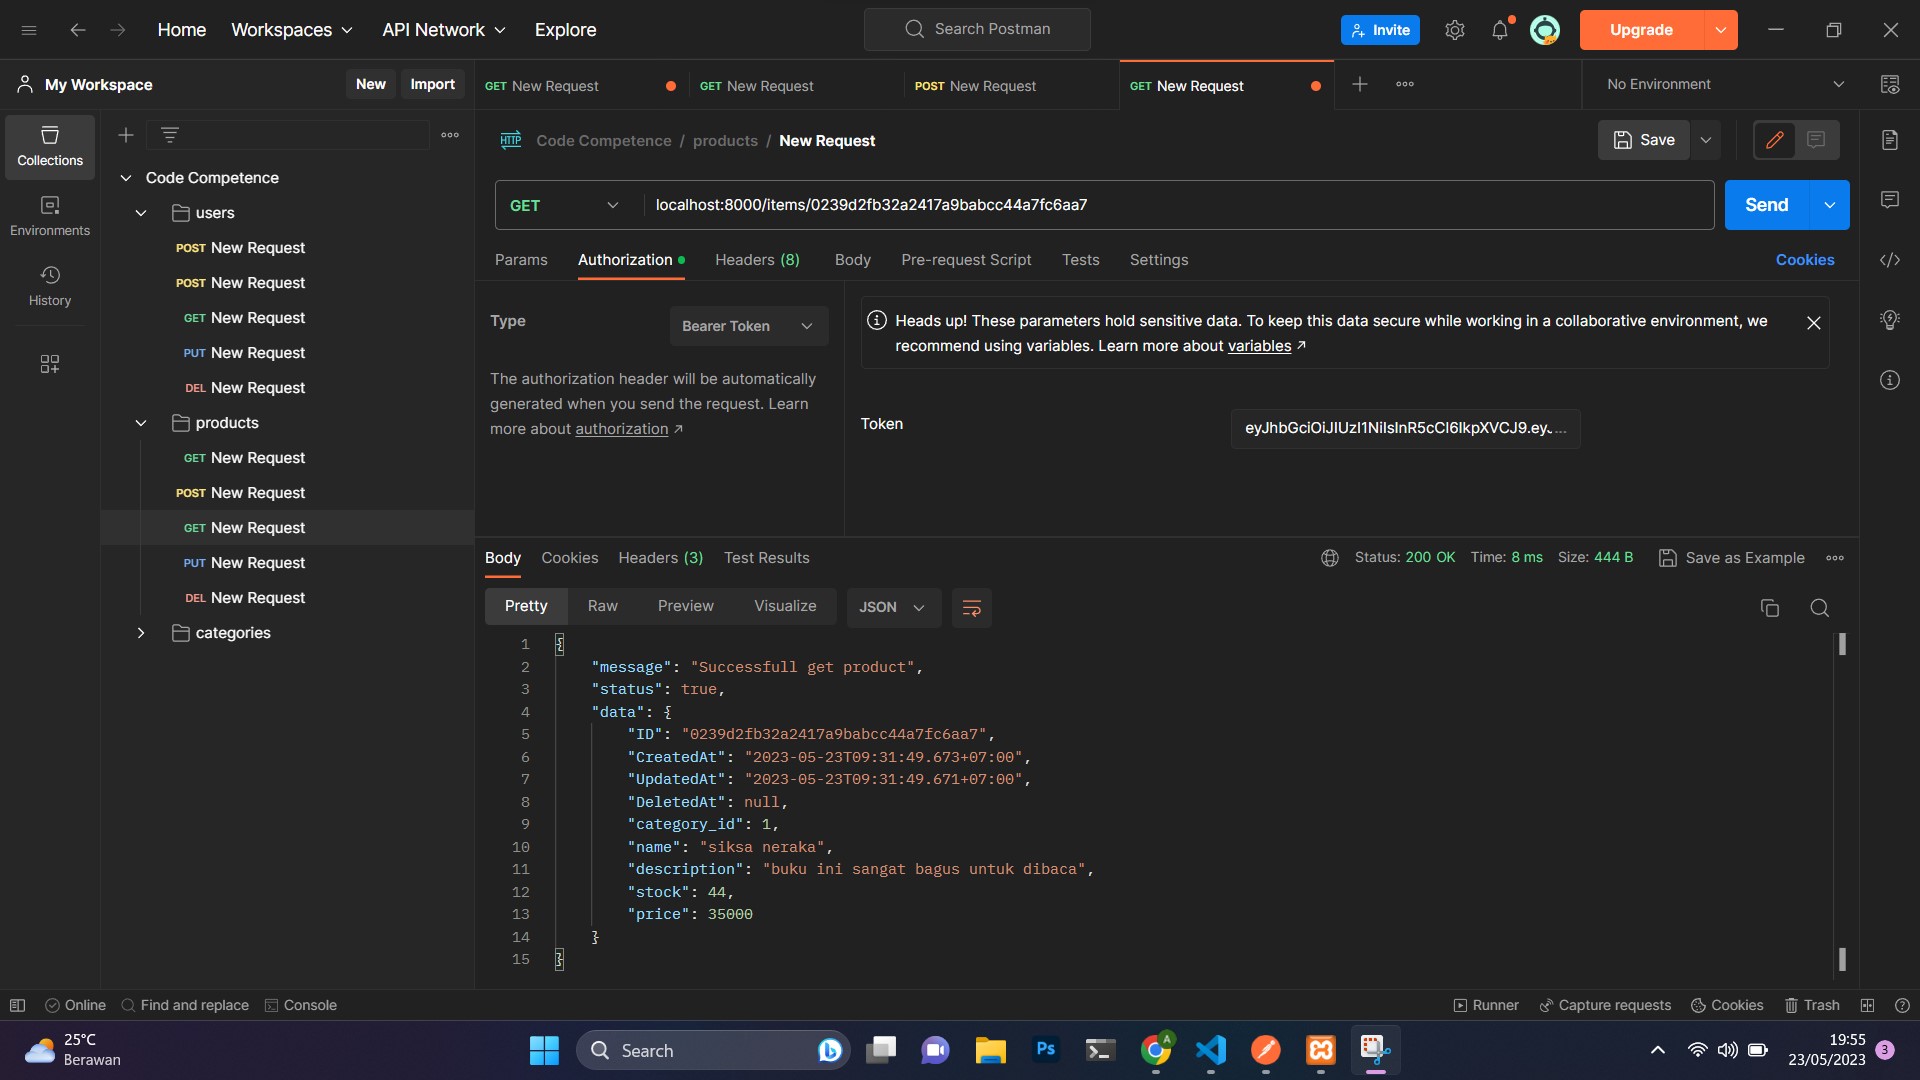 Home Workspaces API Network Explore Search Postman Invite Upgrade
My Workspace New Import GET New Request GET New Request POST New Request GET New Request No Environment
Collections
Environments
History
Code Competence
users
POST New Request
POST New Request
GET New Request
PUT New Request
DEL New Request
products
GET New Request
POST New Request
GET New Request
PUT New Request
DEL New Request
categories
HTTP Code Competence / products / New Request Save
GET localhost:8000/items/0239d2fb32a2417a9babcc44a7fc6aa7 Send
Params Authorization Headers (8) Body Pre-request Script Tests Settings Cookies
Type Bearer Token
The authorization header will be automatically
generated when you send the request. Learn
more about authorization ↗
Heads up! These parameters hold sensitive data. To keep this data secure while working in a collaborative environment, we
recommend using variables. Learn more about variables ↗
Token eyJhbGciOiJIUzI1NiIsInR5cCI6IkpXVCJ9.eyJ...
Body Cookies Headers (3) Test Results Status: 200 OK Time: 8 ms Size: 444 B Save as Example
Pretty Raw Preview Visualize JSON
1 {
2 "message": "Successfull get product",
3 "status": true,
4 "data": {
5 "ID": "0239d2fb32a2417a9babcc44a7fc6aa7",
6 "CreatedAt": "2023-05-23T09:31:49.673+07:00",
7 "UpdatedAt": "2023-05-23T09:31:49.671+07:00",
8 "DeletedAt": null,
9 "category_id": 1,
10 "name": "siksa neraka",
11 "description": "buku ini sangat bagus untuk dibaca",
12 "stock": 44,
13 "price": 35000
14 }
15 }
Online Find and replace Console Runner Capture requests Cookies Trash
25°C
Berawan
Search
Ps
A
19:55
23/05/2023
3